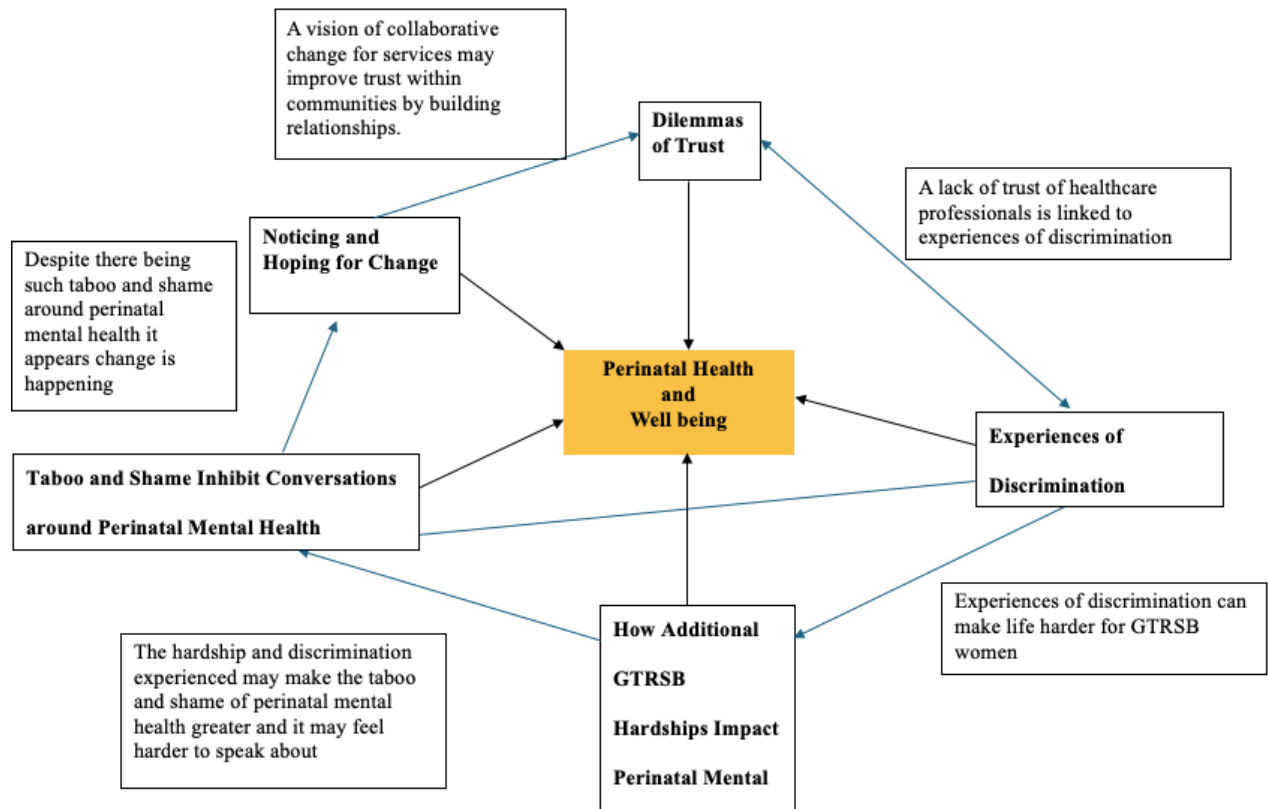 A vision of collaborative
change for services may
improve trust within
communities by building
relationships.
Dilemmas
of Trust
A lack of trust of healthcare
professionals is linked to
experiences of discrimination
Noticing and
Hoping for Change
Despite there being
such taboo and shame
around perinatal
mental health it
appears change is
happening
Perinatal Health
and
Well being
Experiences of
Discrimination
Taboo and Shame Inhibit Conversations
around Perinatal Mental Health
How Additional
GTRSB
Hardships Impact
Perinatal Mental
Experiences of discrimination can
make life harder for GTRSB
women
The hardship and discrimination
experienced may make the taboo
and shame of perinatal mental
health greater and it may feel
harder to speak about